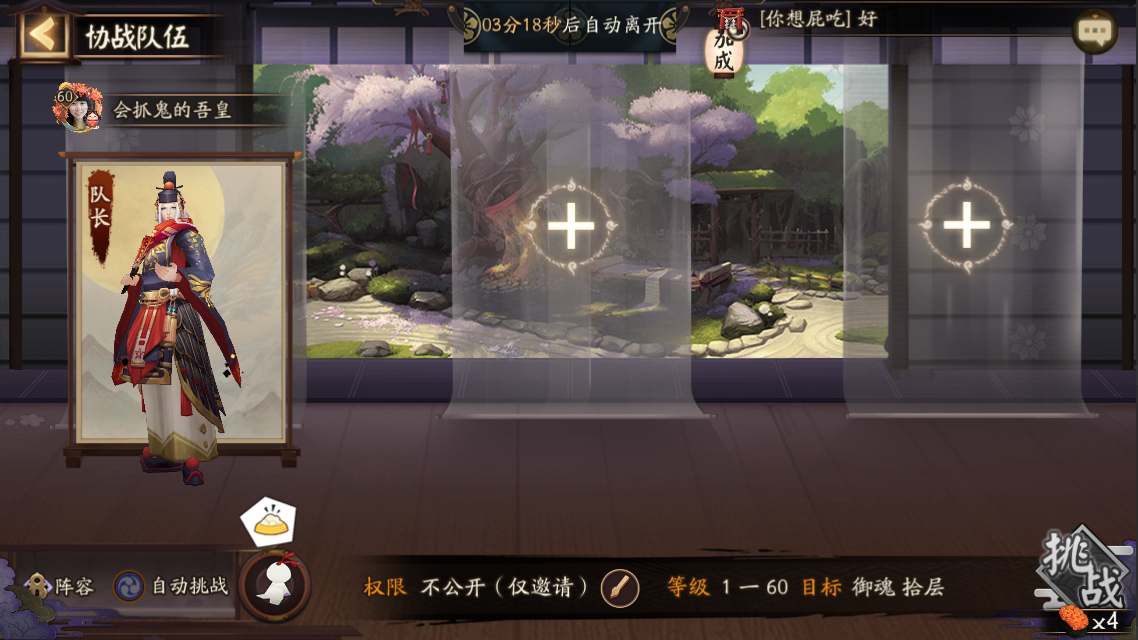 协战队伍
03分18秒后自动离开
加成
[你想屁吃] 好
60
会抓鬼的吾皇
队长
阵容
自动挑战
权限 不公开（仅邀请）
等级 1 — 60 目标 御魂 拾层
挑战
x4